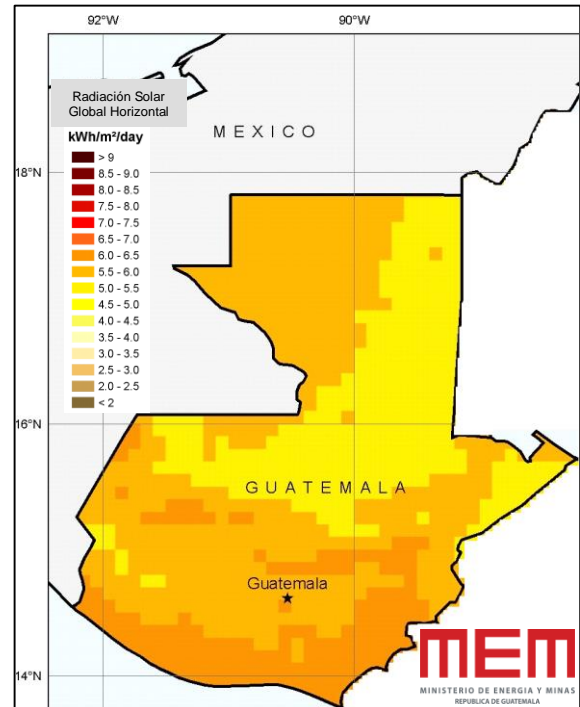 92°W
90°W
Radiación Solar
Global Horizontal
kWh/m²/day
> 9
8.5 - 9.0
8.0 - 8.5
7.5 - 8.0
7.0 - 7.5
6.5 - 7.0
6.0 - 6.5
5.5 - 6.0
5.0 - 5.5
4.5 - 5.0
4.0 - 4.5
3.5 - 4.0
3.0 - 3.5
2.5 - 3.0
2.0 - 2.5
< 2
MEXICO
18°N
16°N
GUATEMALA
Guatemala
14°N
MEM
MINISTERIO DE ENERGIA Y MINAS
REPUBLICA DE GUATEMALA